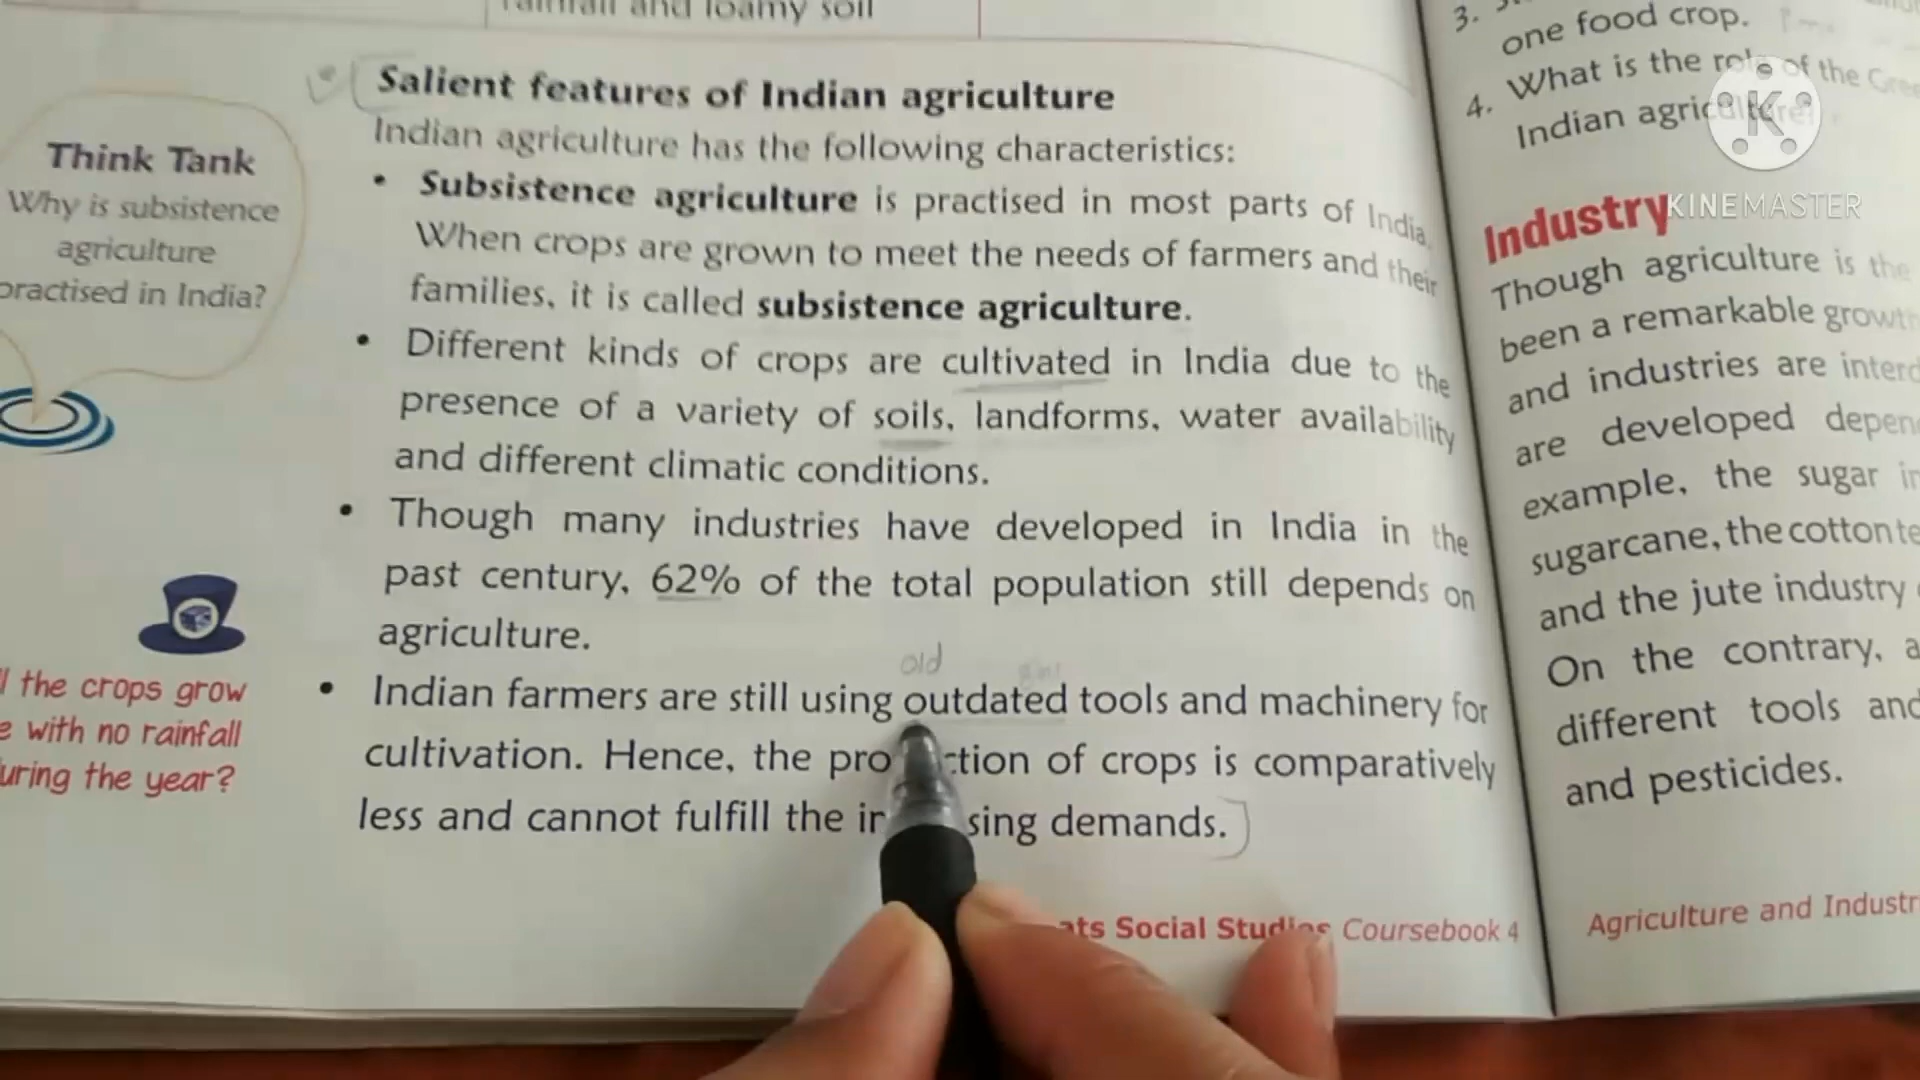 rainfall and loamy soil
Salient features of Indian agriculture
Indian agriculture has the following characteristics:
• Subsistence agriculture is practised in most parts of India.
When crops are grown to meet the needs of farmers and their
families, it is called subsistence agriculture.
• Different kinds of crops are cultivated in India due to the
presence of a variety of soils, landforms, water availability
and different climatic conditions.
• Though many industries have developed in India in the
past century, 62% of the total population still depends on
agriculture.
old
• Indian farmers are still using outdated tools and machinery for
cultivation. Hence, the pro ction of crops is comparatively
less and cannot fulfill the in sing demands.
ats Social Studies Coursebook 4
Think Tank
Why is subsistence
agriculture
practised in India?
the crops grow
with no rainfall
uring the year?
3.
one food crop.
4. What is the role of the Gree
Indian agriculture?
K
KINEMASTER
Industry
Though agriculture is the
been a remarkable growth
and industries are interd
are developed depen
example, the sugar in
sugarcane, the cotton te
and the jute industry
On the contrary, a
different tools and
and pesticides.
Agriculture and Industr